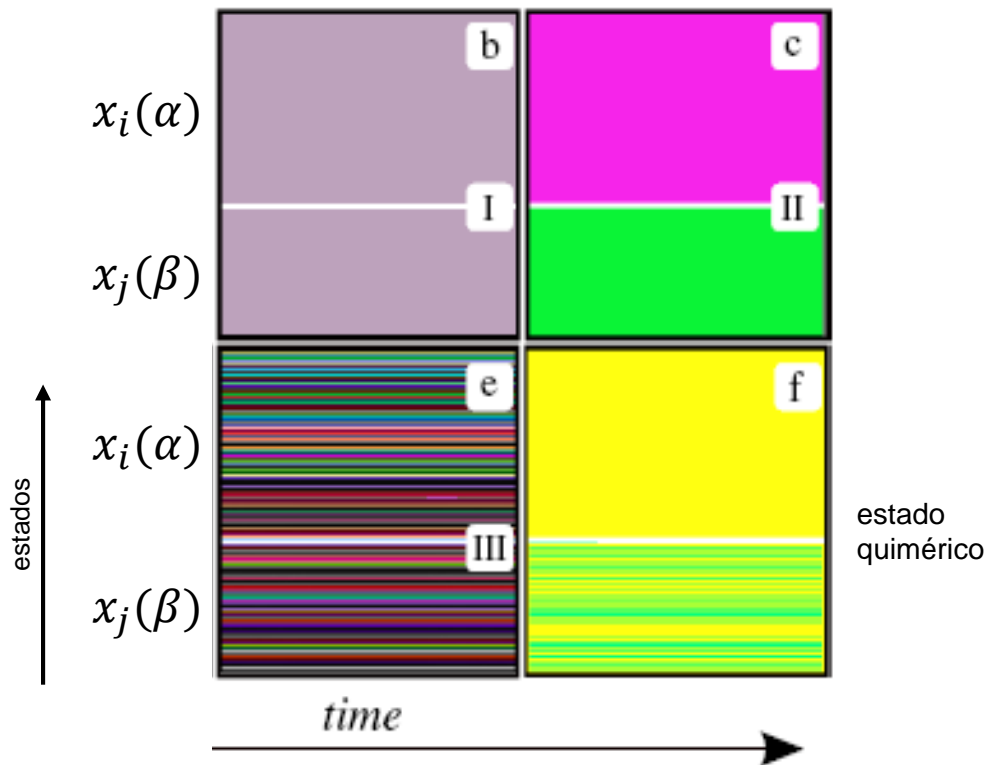 b
c
𝑥𝑖(𝛼)
I
II
𝑥𝑗(𝛽)
e
f
𝑥𝑖(𝛼)
estados
III
estado
quimérico
𝑥𝑗(𝛽)
time